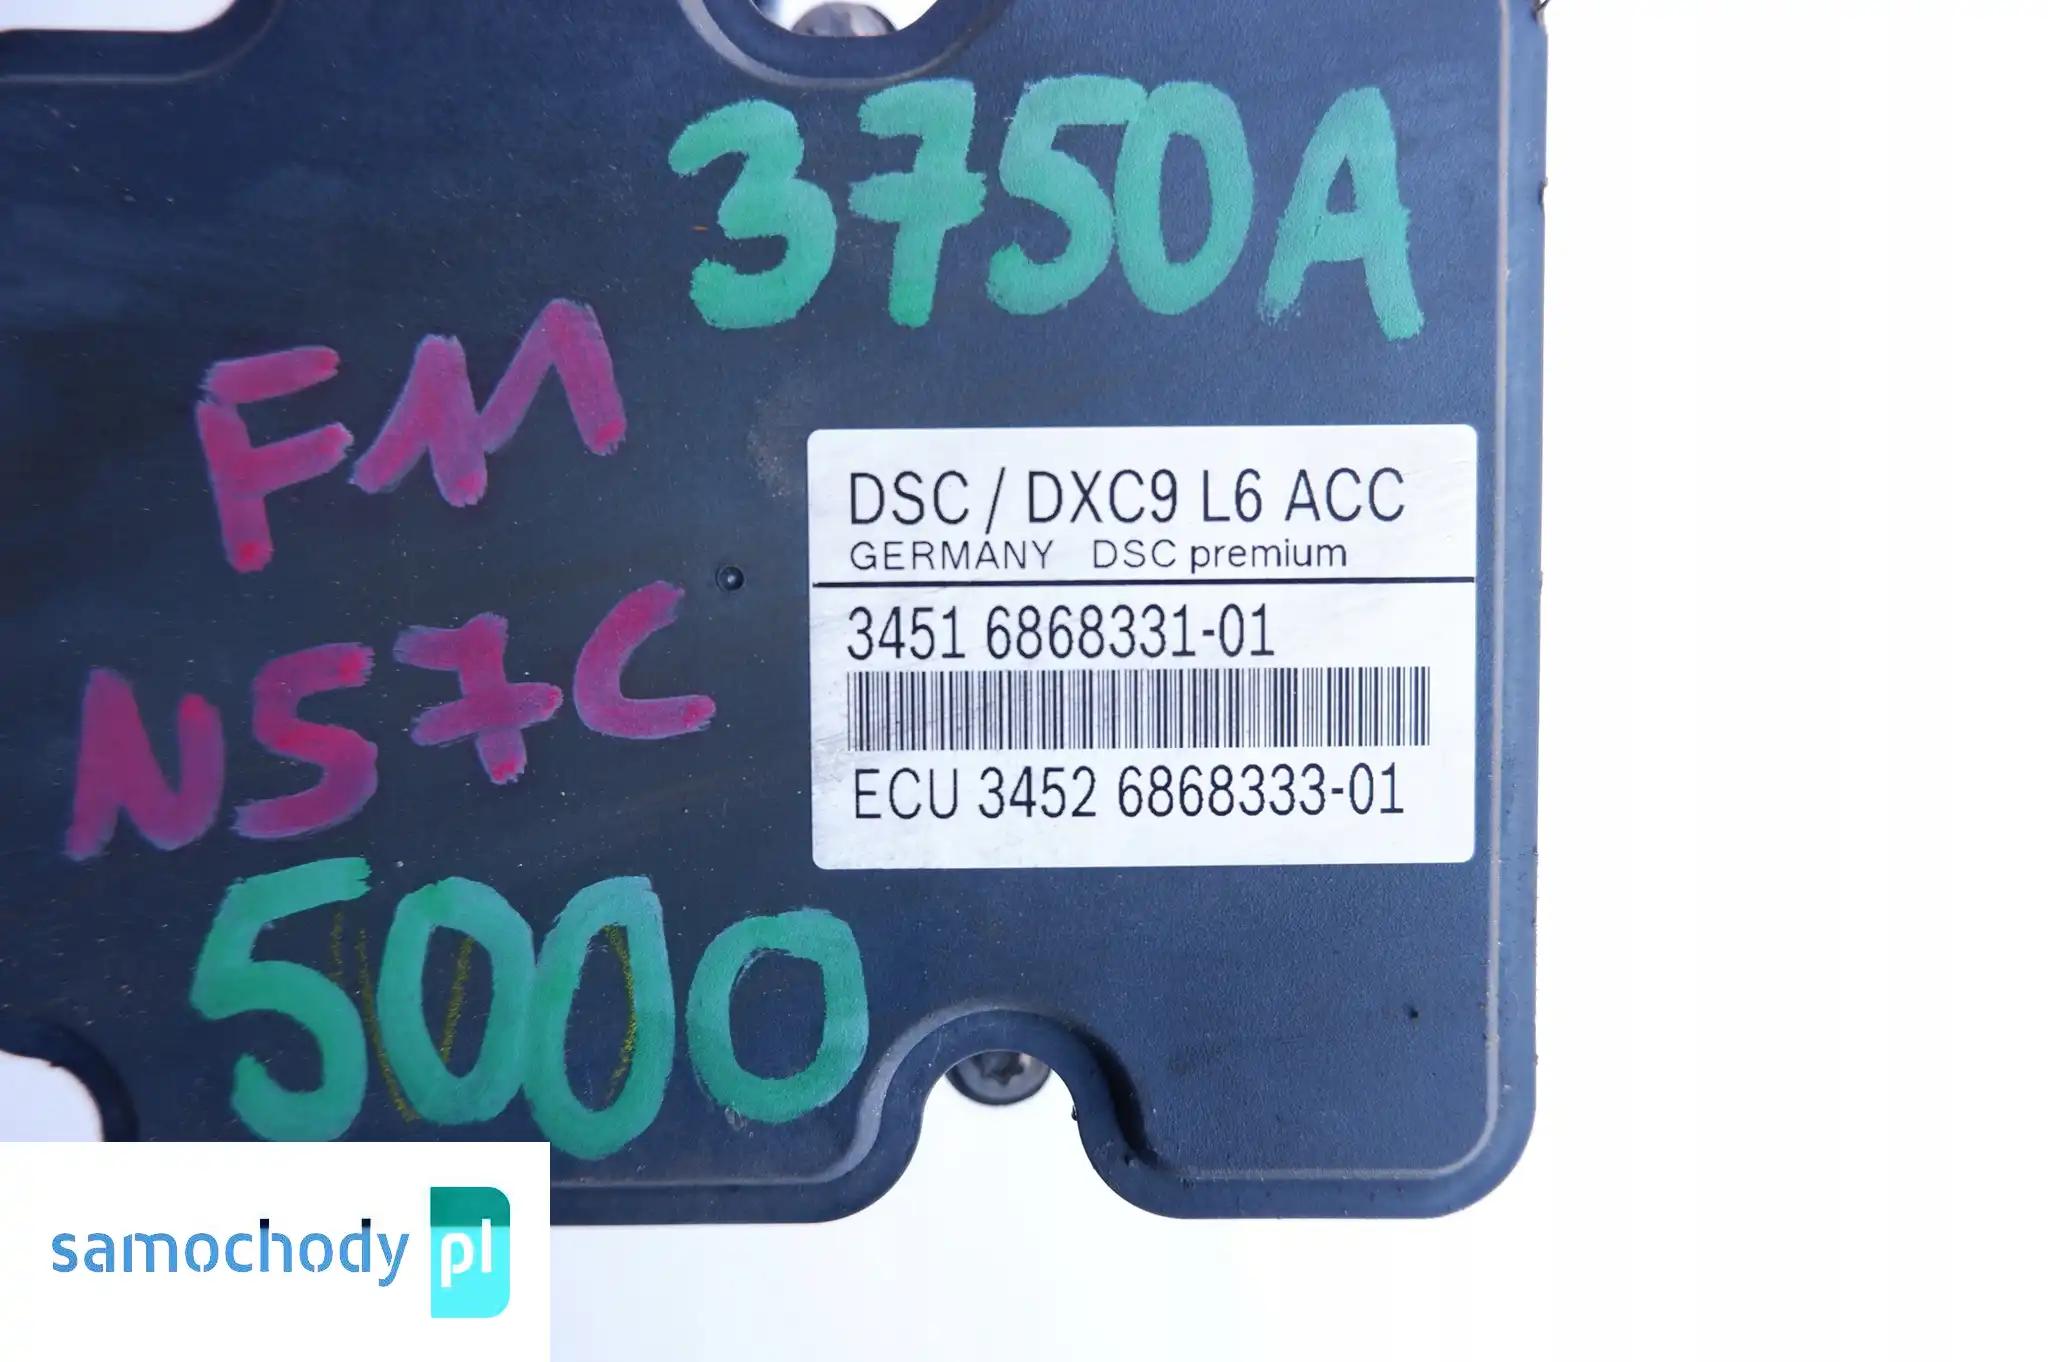 3750A
F11
N57C
5000
DSC / DXC9 L6 ACC
GERMANY DSC premium
3451 6868331-01
ECU 3452 6868333-01
samochody pl